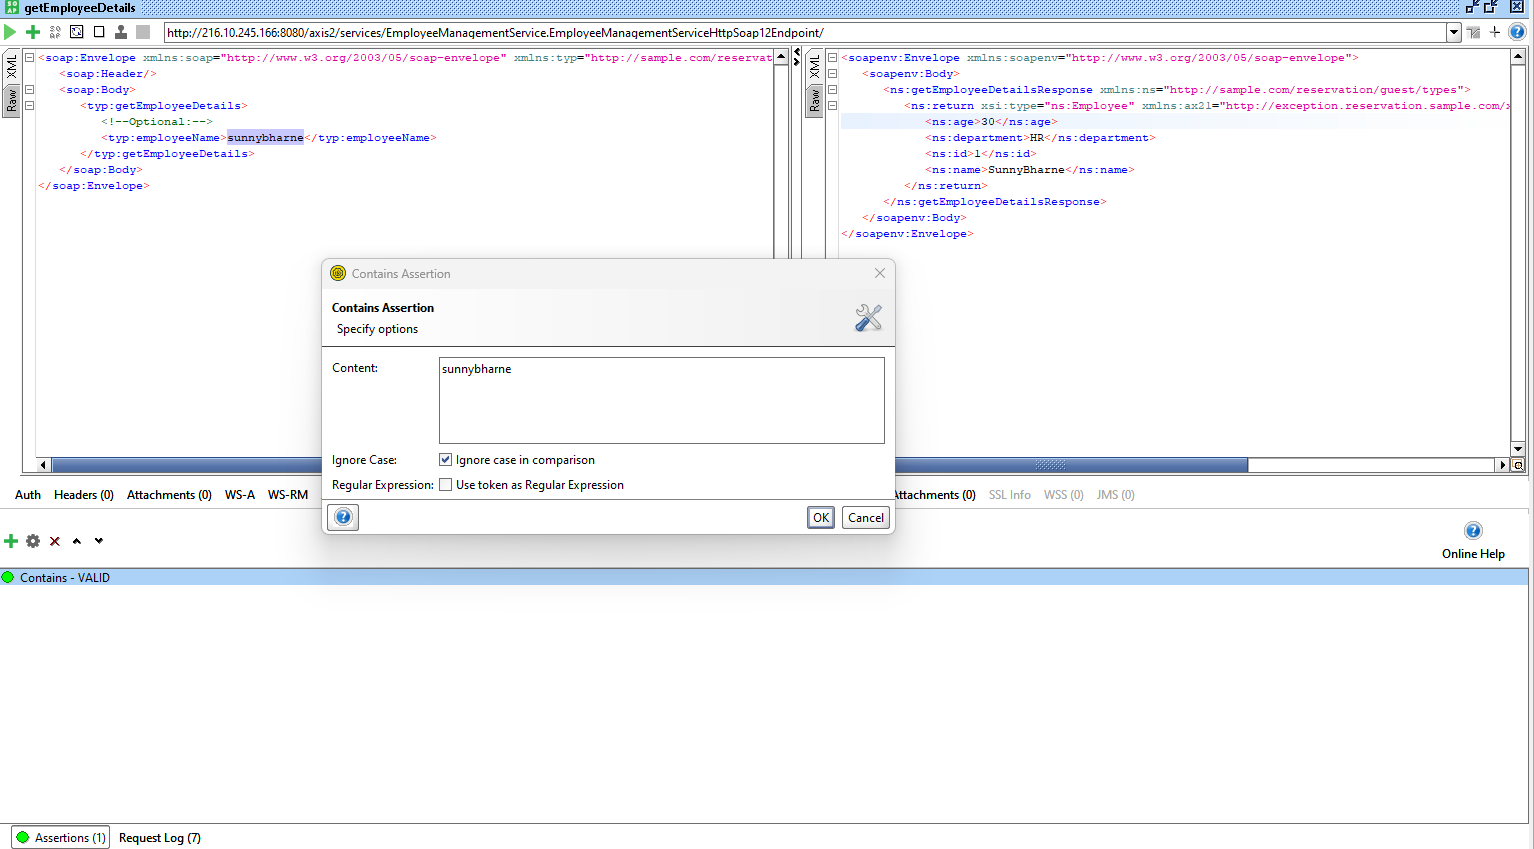 getEmployeeDetails
http://216.10.245.166:8080/axis2/services/EmployeeManagementService.EmployeeManagementServiceHttpSoap12Endpoint/
XML
Raw
<soap:Envelope xmlns:soap="http://www.w3.org/2003/05/soap-envelope" xmlns:typ="http://sample.com/reservat
<soap:Header/>
<soap:Body>
<typ:getEmployeeDetails>
<!--Optional:-->
<typ:employeeName>sunnybharne</typ:employeeName>
</typ:getEmployeeDetails>
</soap:Body>
</soap:Envelope>
XML
Raw
<soapenv:Envelope xmlns:soapenv="http://www.w3.org/2003/05/soap-envelope">
<soapenv:Body>
<ns:getEmployeeDetailsResponse xmlns:ns="http://sample.com/reservation/guest/types">
<ns:return xsi:type="ns:Employee" xmlns:ax21="http://exception.reservation.sample.com/x
<ns:age>30</ns:age>
<ns:department>HR</ns:department>
<ns:id>1</ns:id>
<ns:name>SunnyBharne</ns:name>
</ns:return>
</ns:getEmployeeDetailsResponse>
</soapenv:Body>
</soapenv:Envelope>
Contains Assertion
Contains Assertion
Specify options
Content:
sunnybharne
Ignore Case:
Ignore case in comparison
Regular Expression:
Use token as Regular Expression
OK
Cancel
Auth Headers (0) Attachments (0) WS-A WS-RM
Attachments (0) SSL Info WSS (0) JMS (0)
Online Help
Contains - VALID
Assertions (1) Request Log (7)